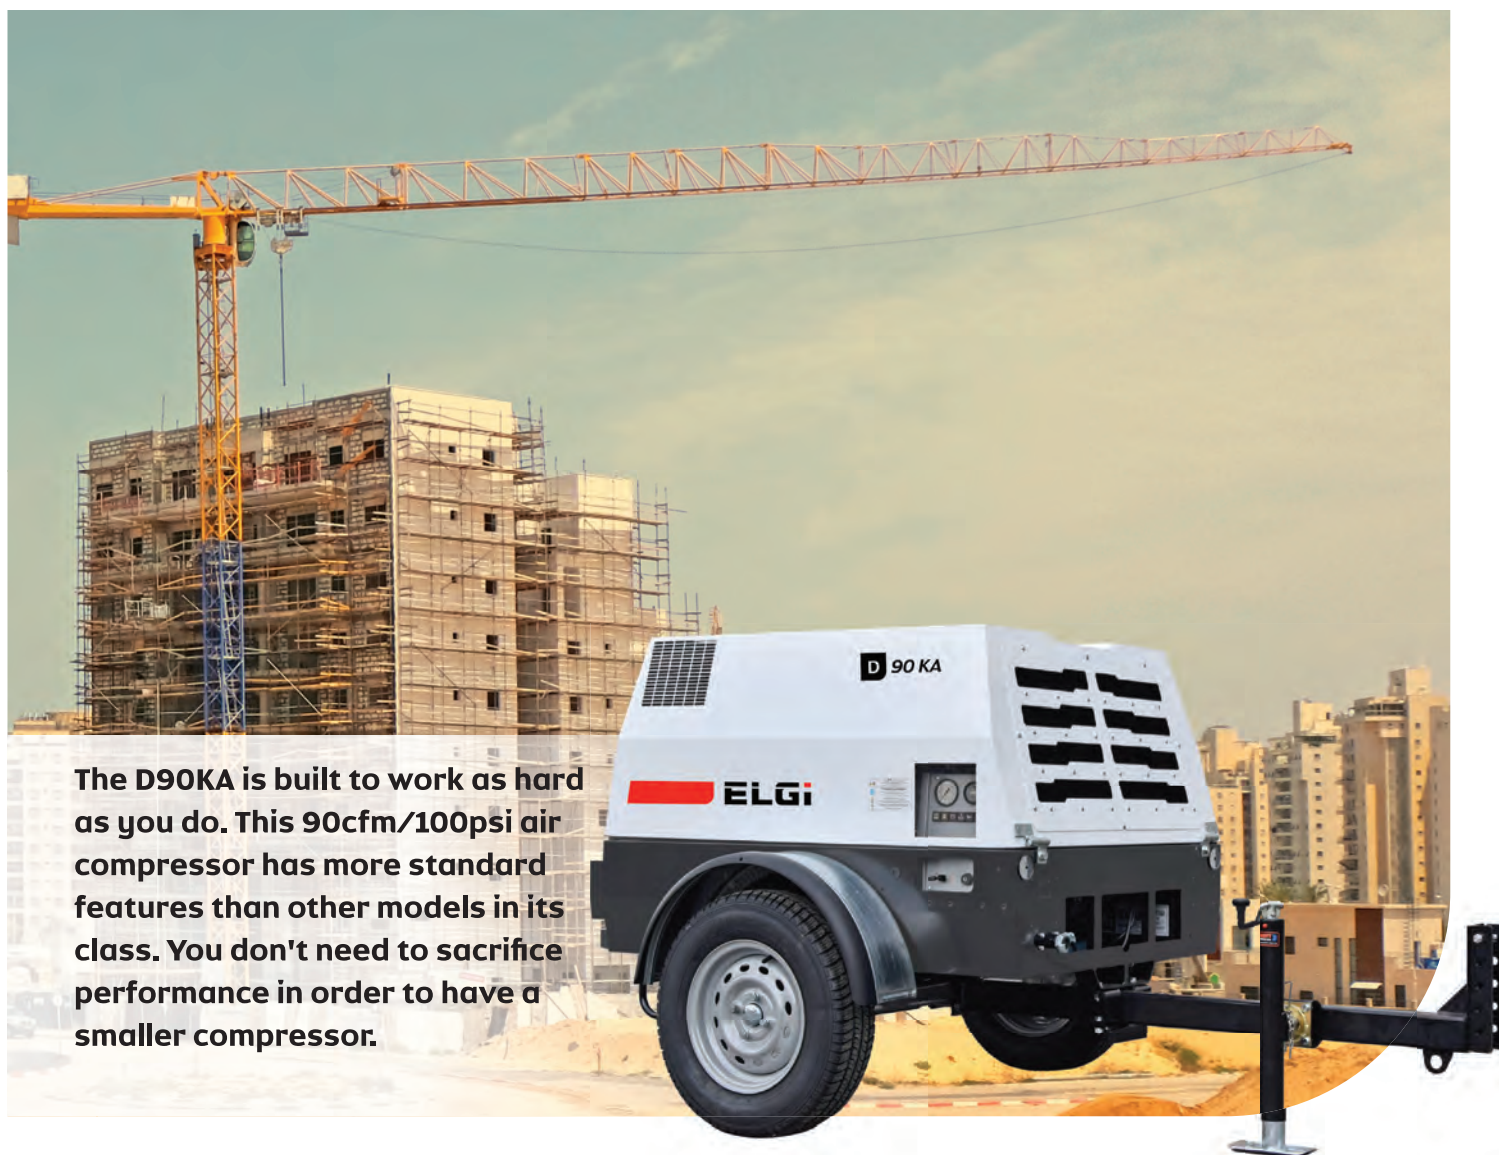 D 90 KA
ELGi
The D90KA is built to work as hard
as you do. This 90cfm/100psi air
compressor has more standard
features than other models in its
class. You don't need to sacrifice
performance in order to have a
smaller compressor.